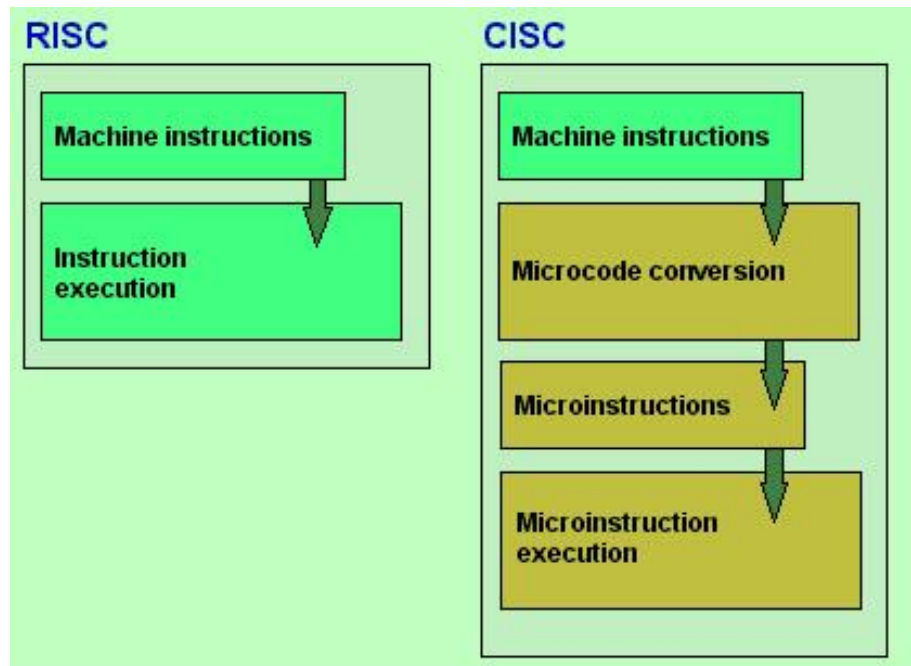 RISC
Machine instructions
Instruction
execution
CISC
Machine instructions
Microcode conversion
Microinstructions
Microinstruction
execution